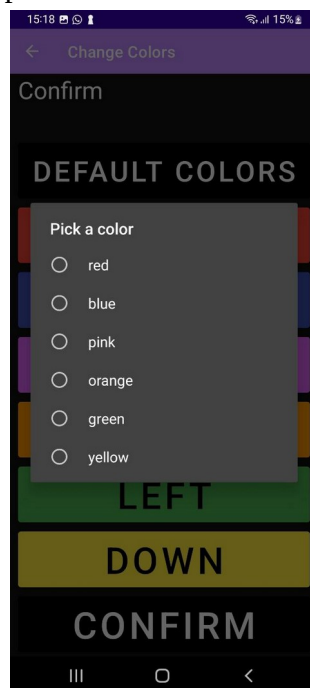 15:18 15%
Change Colors
Confirm
DEFAULT COLORS
Pick a color
red
blue
pink
orange
green
yellow
LEFT
DOWN
CONFIRM